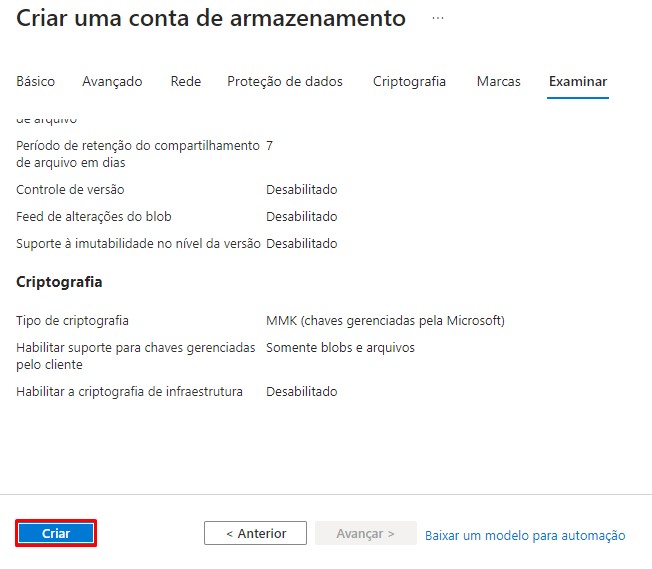 Criar uma conta de armazenamento ...
Básico Avançado Rede Proteção de dados Criptografia Marcas Examinar
de arquivo
Período de retenção do compartilhamento 7
de arquivo em dias
Controle de versão Desabilitado
Feed de alterações do blob Desabilitado
Suporte à imutabilidade no nível da versão Desabilitado
Criptografia
Tipo de criptografia MMK (chaves gerenciadas pela Microsoft)
Habilitar suporte para chaves gerenciadas Somente blobs e arquivos
pelo cliente
Habilitar a criptografia de infraestrutura Desabilitado
Criar < Anterior Avançar > Baixar um modelo para automação